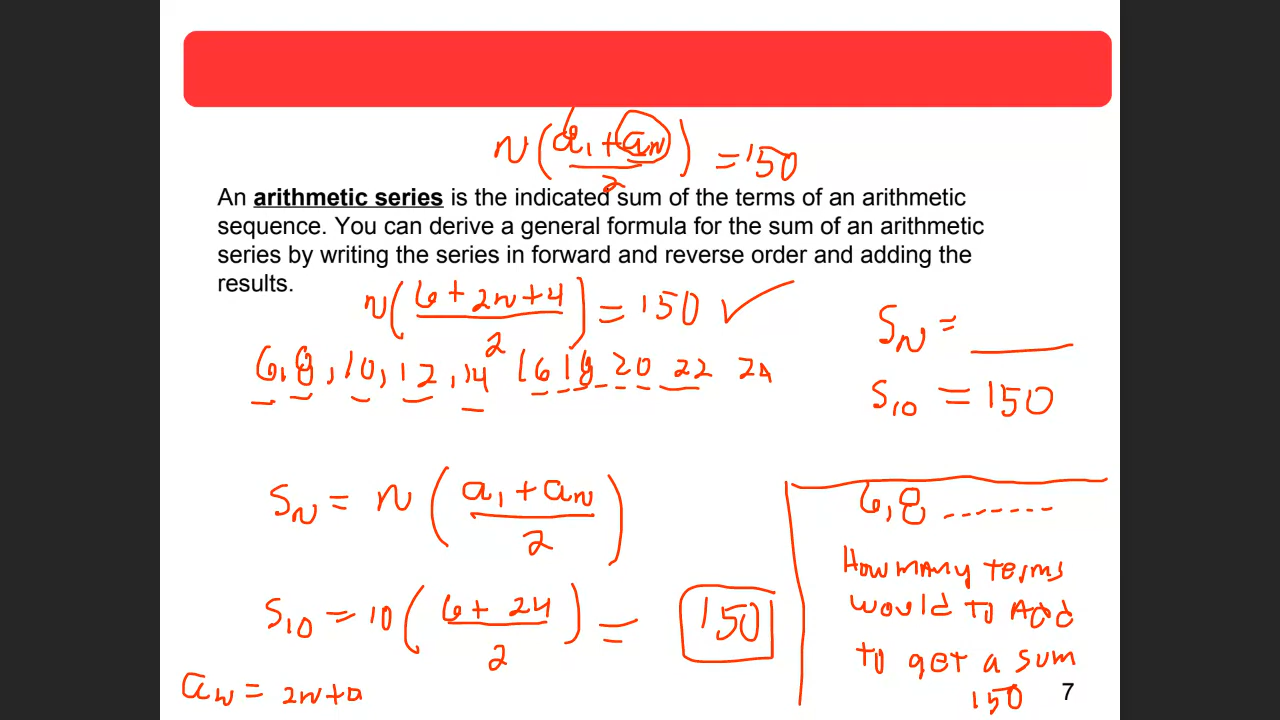 n(a₁+aₙ/2) = 150
An arithmetic series is the indicated sum of the terms of an arithmetic
sequence. You can derive a general formula for the sum of an arithmetic
series by writing the series in forward and reverse order and adding the
results.
n(6+2n+4/2) = 150 ✓
6, 8, 10, 12, 14 16 18 20 22 24
Sₙ = ____
S₁₀ = 150
Sₙ = n(a₁+aₙ/2)
S₁₀ = 10(6+24/2) = 150
aₙ = 2n+4
6, 8 -------
How many terms
would to Add
to get a sum
150
7